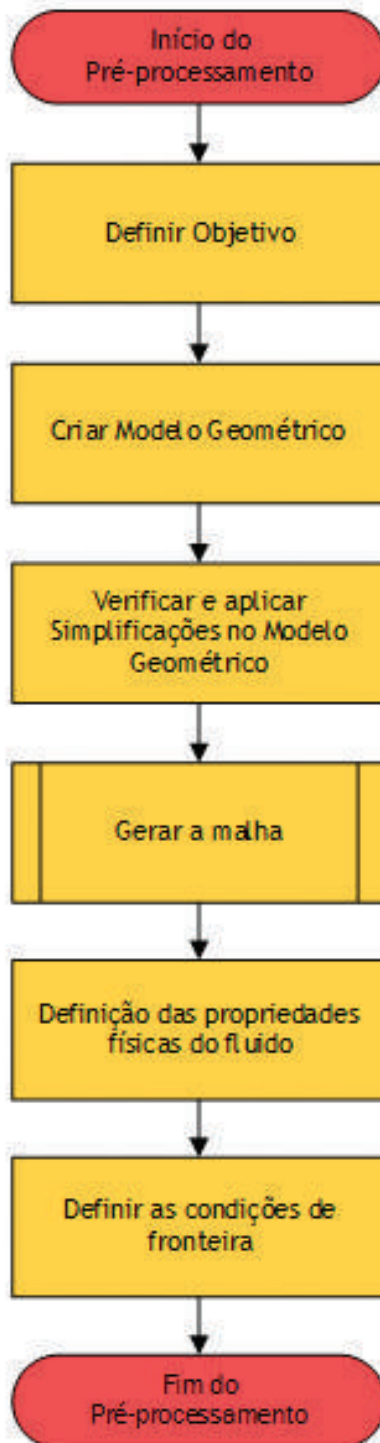 Início do
Pré-processamento
Definir Objetivo
Criar Modelo Geométrico
Verificar e aplicar
Simplificações no Modelo
Geométrico
Gerar a malha
Definição das propriedades
físicas do fluido
Definir as condições de
fronteira
Fim do
Pré-processamento